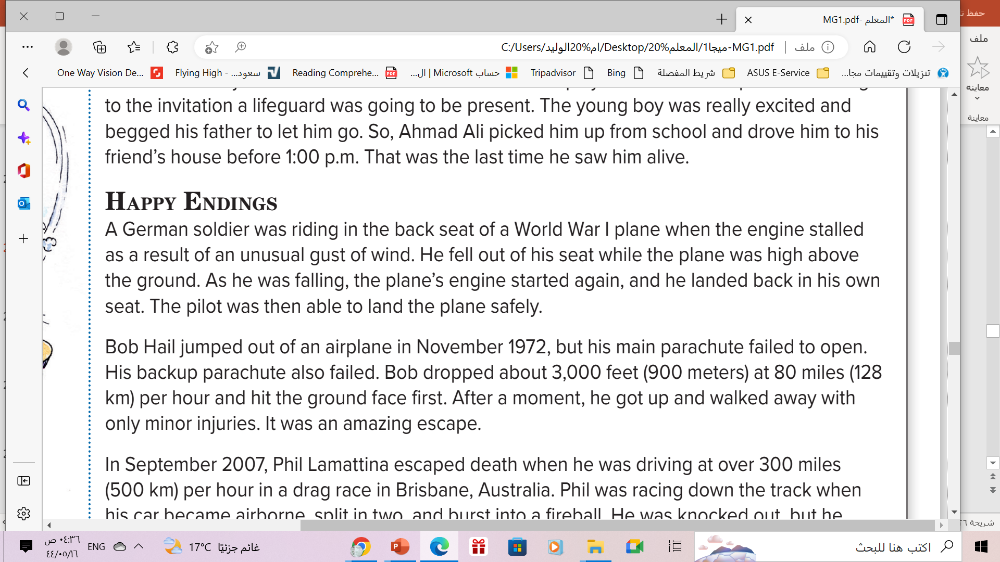 *المعلم -MG1.pdf
حفظ
ملف
C:/Users/ام%20الوليد/Desktop/ميجا1/المعلم%20-MG1.pdf
ملف
One Way Vision De...
Flying High - سعود...
Reading Comprehe...
حساب Microsoft | ال...
Tripadvisor
Bing
شريط المفضلة
ASUS E-Service
تنزيلات وتقييمات مجا...
معاينة
معاينة
to the invitation a lifeguard was going to be present. The young boy was really excited and
begged his father to let him go. So, Ahmad Ali picked him up from school and drove him to his
friend’s house before 1:00 p.m. That was the last time he saw him alive.
HAPPY ENDINGS
A German soldier was riding in the back seat of a World War I plane when the engine stalled
as a result of an unusual gust of wind. He fell out of his seat while the plane was high above
the ground. As he was falling, the plane’s engine started again, and he landed back in his own
seat. The pilot was then able to land the plane safely.
Bob Hail jumped out of an airplane in November 1972, but his main parachute failed to open.
His backup parachute also failed. Bob dropped about 3,000 feet (900 meters) at 80 miles (128
km) per hour and hit the ground face first. After a moment, he got up and walked away with
only minor injuries. It was an amazing escape.
In September 2007, Phil Lamattina escaped death when he was driving at over 300 miles
(500 km) per hour in a drag race in Brisbane, Australia. Phil was racing down the track when
his car became airborne, split in two, and burst into a fireball. He was knocked out, but he
شريحة
٠٤:٣٦ ص
٤٤/٠٥/١٦
ENG
17°C غائم جزئيًا
اكتب هنا للبحث